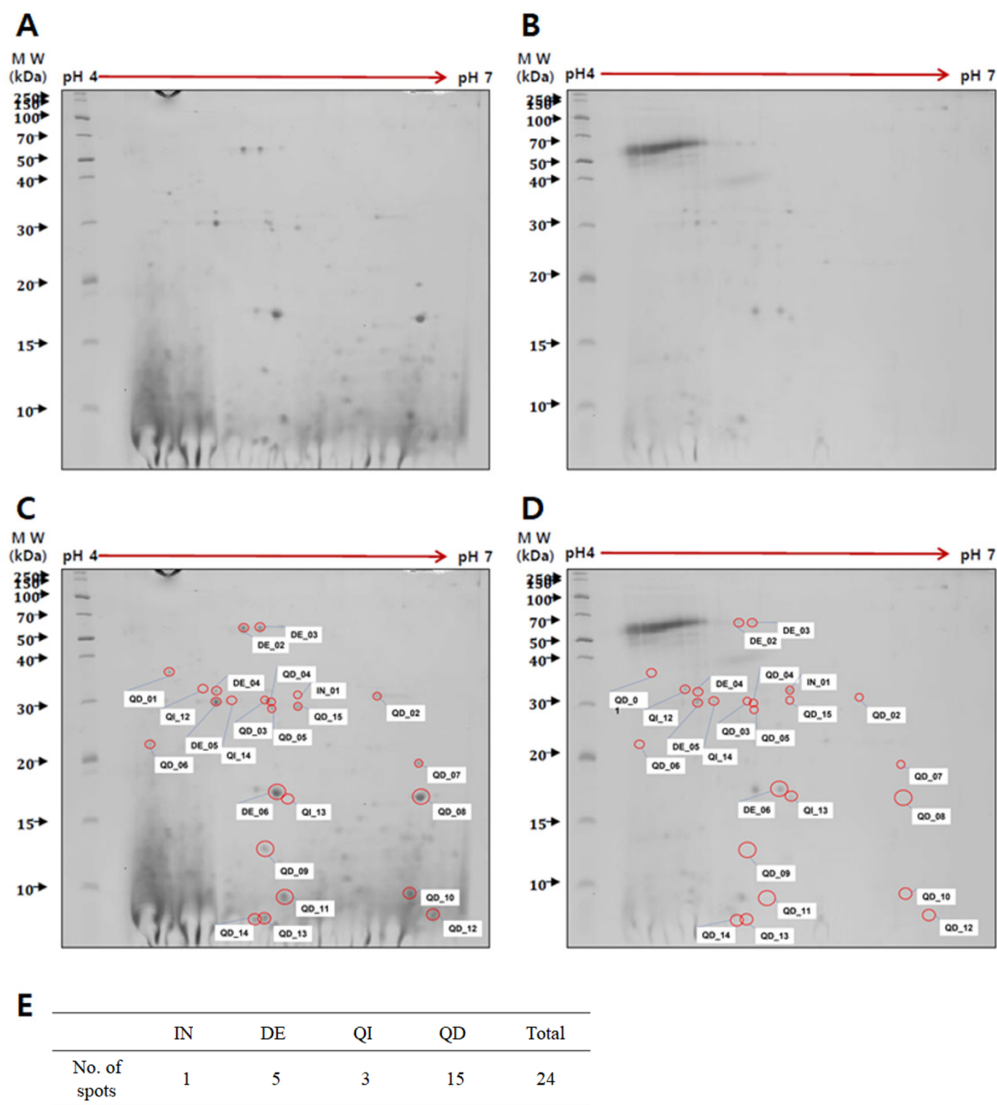 A
B
M W
(kDa)
pH 4
pH 7
250
150
100
70
50
40
30
20
15
10
M W
(kDa)
pH4
pH 7
250
150
100
70
50
40
30
20
15
10
C
D
M W
(kDa)
pH 4
pH 7
250
150
100
70
50
40
30
20
15
10
DE_03
DE_02
QD_04
DE_04
IN_01
QD_01
QI_12
QD_02
QD_03
QD_15
DE_05
QD_05
QI_14
QD_06
QD_07
DE_06
QI_13
QD_08
QD_09
QD_10
QD_11
QD_12
QD_14
QD_13
M W
(kDa)
pH4
pH 7
250
150
100
70
50
40
30
20
15
10
DE_03
DE_02
QD_04
DE_04
IN_01
QD_0
1
QI_12
QD_02
QD_03
QD_15
DE_05
QD_05
QI_14
QD_06
QD_07
DE_06
QI_13
QD_08
QD_09
QD_10
QD_11
QD_12
QD_14
QD_13
E
IN DE QI QD Total
No. of
spots
1 5 3 15 24